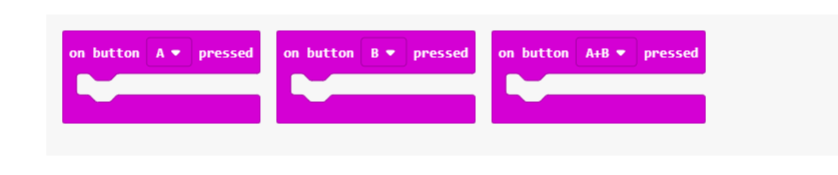 on button A pressed
on button B pressed
on button A+B pressed